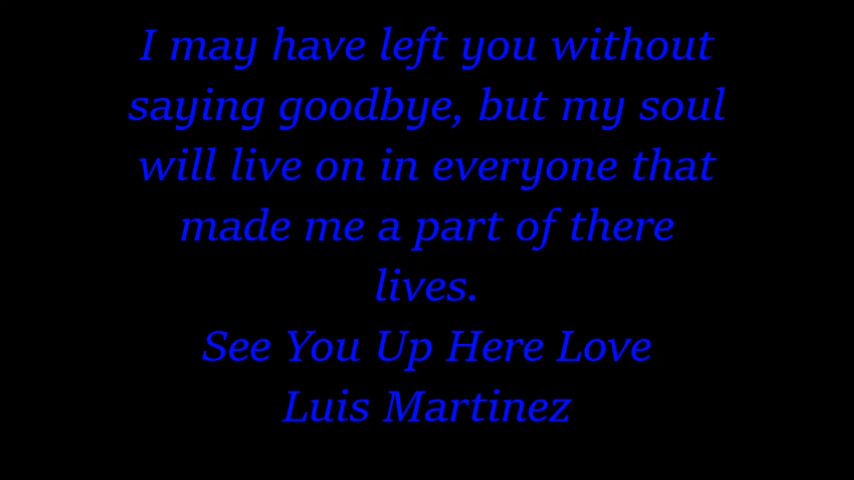 I may have left you without
saying goodbye, but my soul
will live on in everyone that
made me a part of there
lives.
See You Up Here Love
Luis Martinez